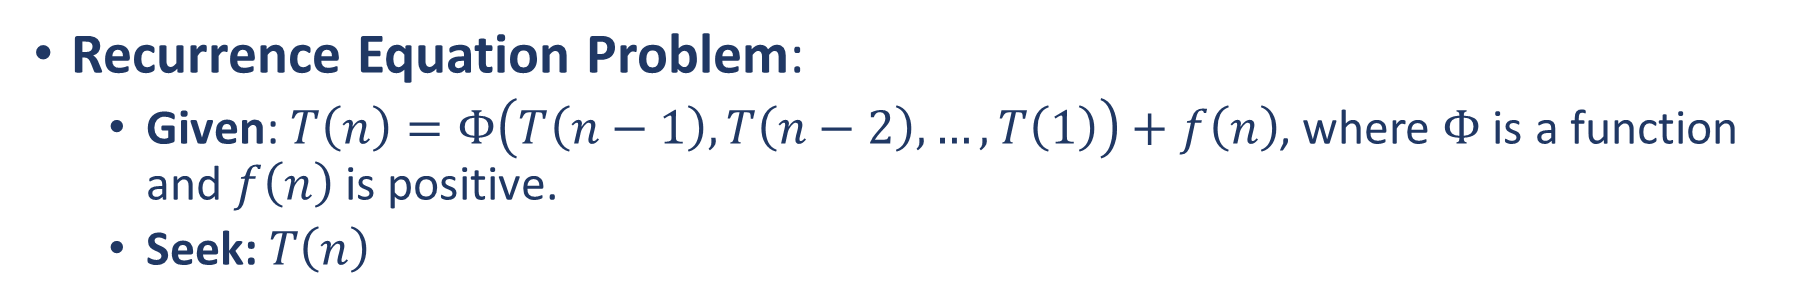 • Recurrence Equation Problem:
• Given: T(n) = Φ(T(n − 1), T(n − 2), … , T(1)) + f(n), where Φ is a function
and f(n) is positive.
• Seek: T(n)